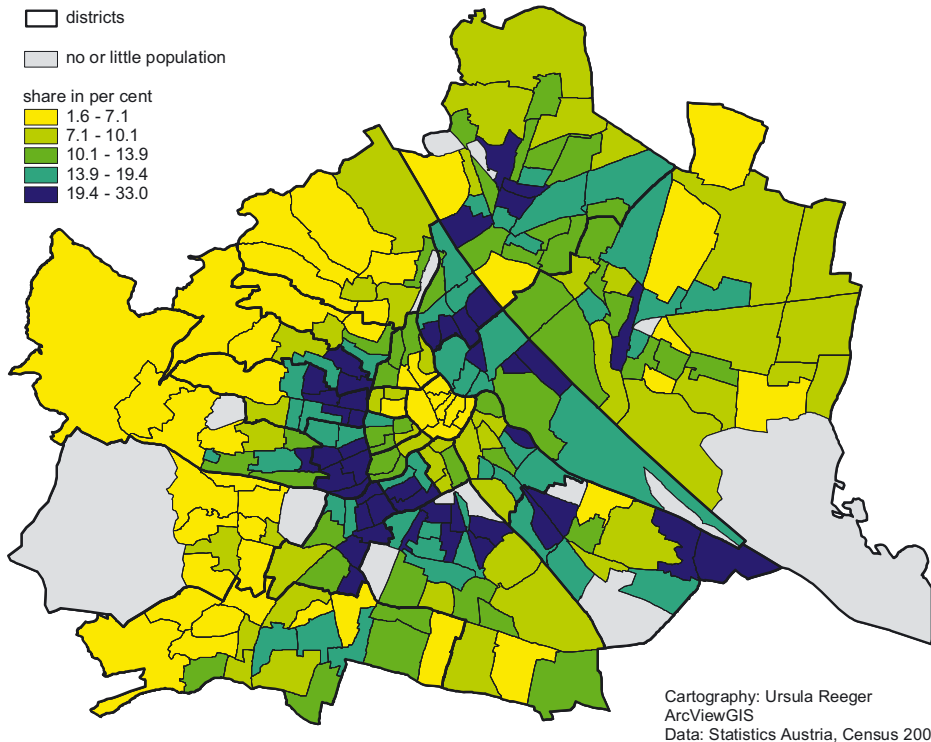 districts
no or little population
share in per cent
1.6 - 7.1
7.1 - 10.1
10.1 - 13.9
13.9 - 19.4
19.4 - 33.0
Cartography: Ursula Reeger
ArcViewGIS
Data: Statistics Austria, Census 200